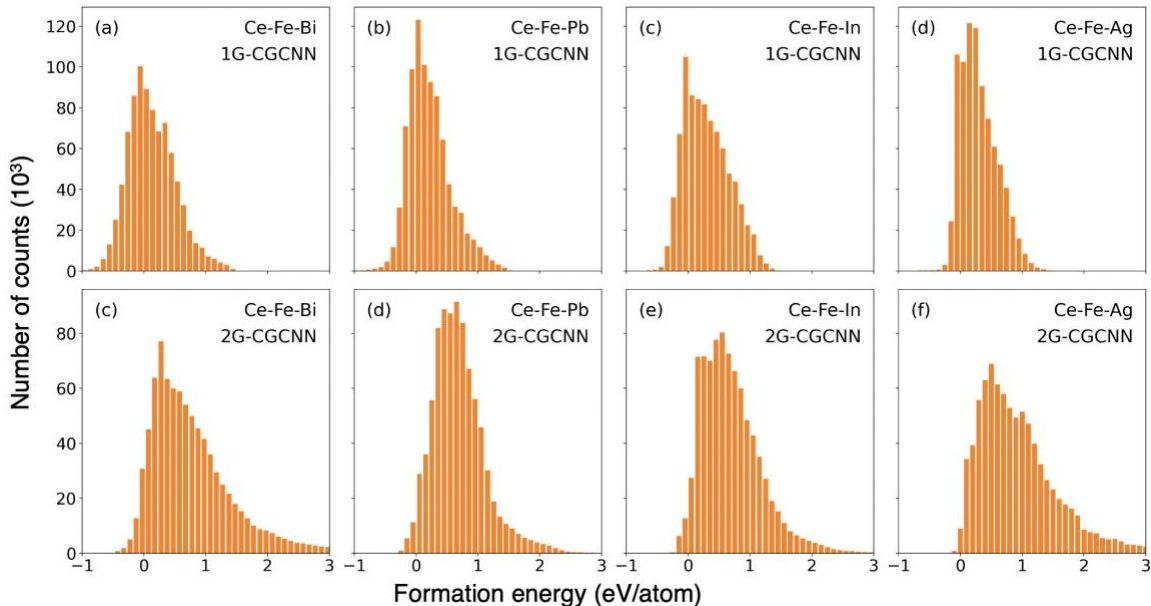 Number of counts (10³)
120
100
80
60
40
20
0
(a) Ce-Fe-Bi
1G-CGCNN
(b) Ce-Fe-Pb
1G-CGCNN
(c) Ce-Fe-In
1G-CGCNN
(d) Ce-Fe-Ag
1G-CGCNN
80
60
40
20
0
(c) Ce-Fe-Bi
2G-CGCNN
(d) Ce-Fe-Pb
2G-CGCNN
(e) Ce-Fe-In
2G-CGCNN
(f) Ce-Fe-Ag
2G-CGCNN
−1 0 1 2 3
−1 0 1 2 3
−1 0 1 2 3
−1 0 1 2 3
Formation energy (eV/atom)